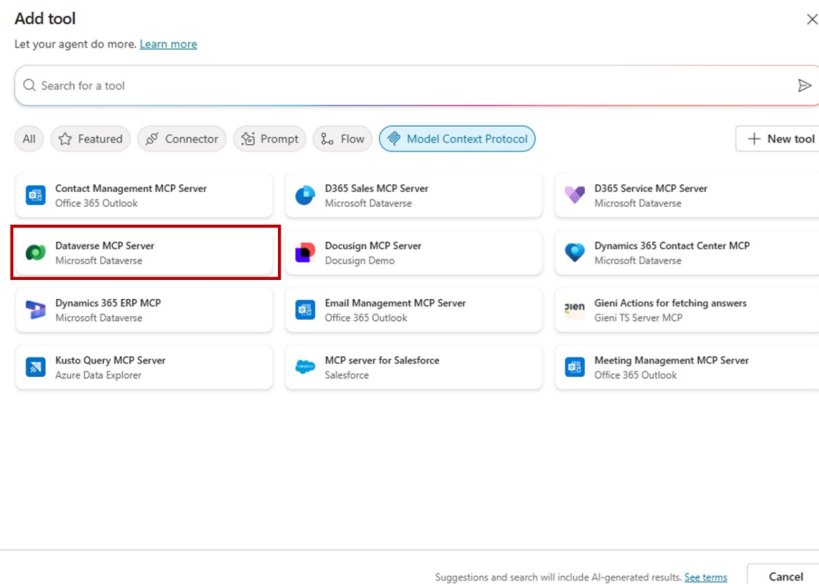 Add tool
Let your agent do more. Learn more
Search for a tool
All
Featured
Connector
Prompt
Flow
Model Context Protocol
New tool
Contact Management MCP Server
Office 365 Outlook
D365 Sales MCP Server
Microsoft Dataverse
D365 Service MCP Server
Microsoft Dataverse
Dataverse MCP Server
Microsoft Dataverse
Docusign MCP Server
Docusign Demo
Dynamics 365 Contact Center MCP
Microsoft Dataverse
Dynamics 365 ERP MCP
Microsoft Dataverse
Email Management MCP Server
Office 365 Outlook
gien
Gieni Actions for fetching answers
Gieni TS Server MCP
Kusto Query MCP Server
Azure Data Explorer
MCP server for Salesforce
Salesforce
Meeting Management MCP Server
Office 365 Outlook
Suggestions and search will include AI-generated results. See terms
Cancel